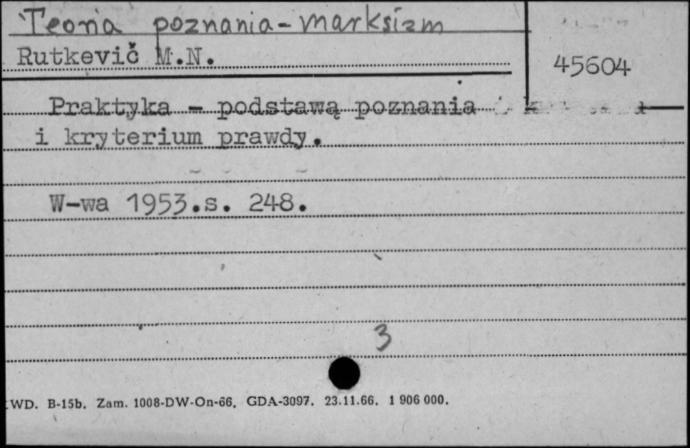 Teoria poznania - marksizm
Rutkevič M.N.
45604
Praktyka - podstawą poznania
i kryterium prawdy.
W-wa 1953.s. 248.
3
WD. B-15b. Zam. 1008-DW-On-66. GDA-3097. 23.11.66. 1 906 000.